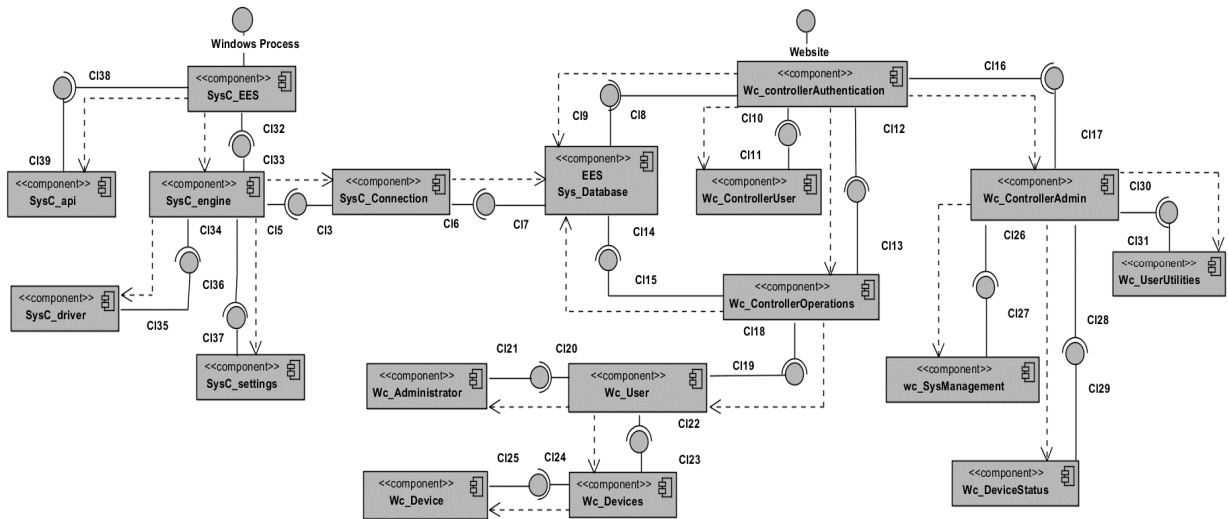 Windows Process
Website
CI38
<<component>>
SysC_EES
CI39
<<component>>
SysC_api
CI32
CI33
<<component>>
SysC_engine
CI34
CI5
CI3
<<component>>
SysC_Connection
CI6
CI7
CI35
<<component>>
SysC_driver
CI36
CI37
<<component>>
SysC_settings
CI9
CI8
<<component>>
EES
Sys_Database
CI14
CI15
<<component>>
Wc_controllerAuthentication
CI10
CI11
<<component>>
Wc_ControllerUser
CI12
CI13
CI16
CI17
<<component>>
Wc_ControllerAdmin
CI30
CI31
<<component>>
Wc_UserUtilities
CI26
CI27
<<component>>
wc_SysManagement
CI28
CI29
<<component>>
Wc_DeviceStatus
<<component>>
Wc_ControllerOperations
CI18
CI19
CI21
CI20
<<component>>
Wc_Administrator
<<component>>
Wc_User
CI22
CI23
CI25
CI24
<<component>>
Wc_Device
<<component>>
Wc_Devices